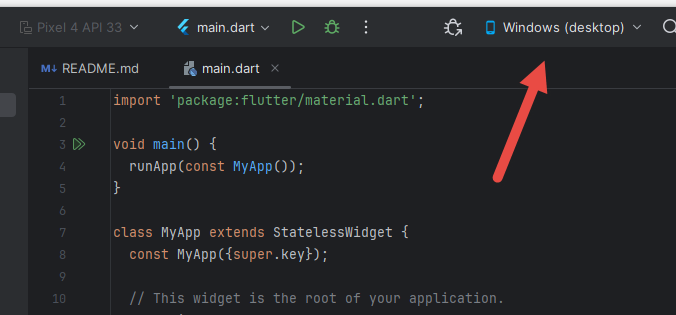 Pixel 4 API 33 main.dart Windows (desktop)
M↓ README.md main.dart
1 import 'package:flutter/material.dart';
2
3 void main() {
4 runApp(const MyApp());
5 }
6
7 class MyApp extends StatelessWidget {
8 const MyApp({super.key});
9
10 // This widget is the root of your application.